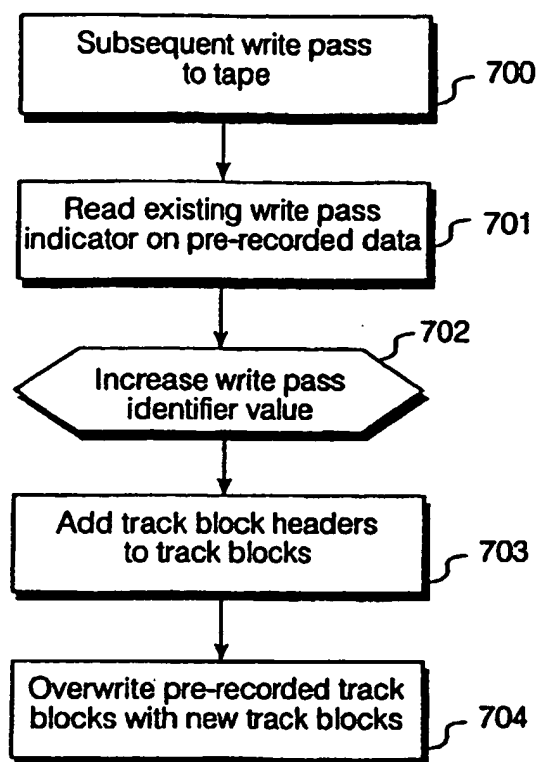 Subsequent write pass
to tape
700
Read existing write pass
indicator on pre-recorded data
701
702
Increase write pass
identifier value
Add track block headers
to track blocks
703
Overwrite pre-recorded track
blocks with new track blocks
704